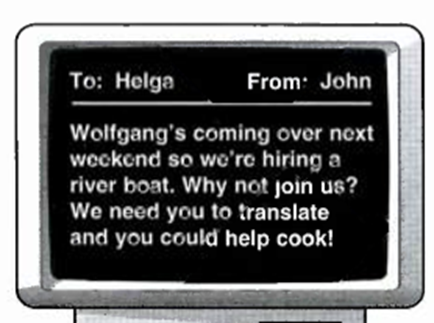 To: Helga From: John
Wolfgang's coming over next
weekend so we're hiring a
river boat. Why not join us?
We need you to translate
and you could help cook!